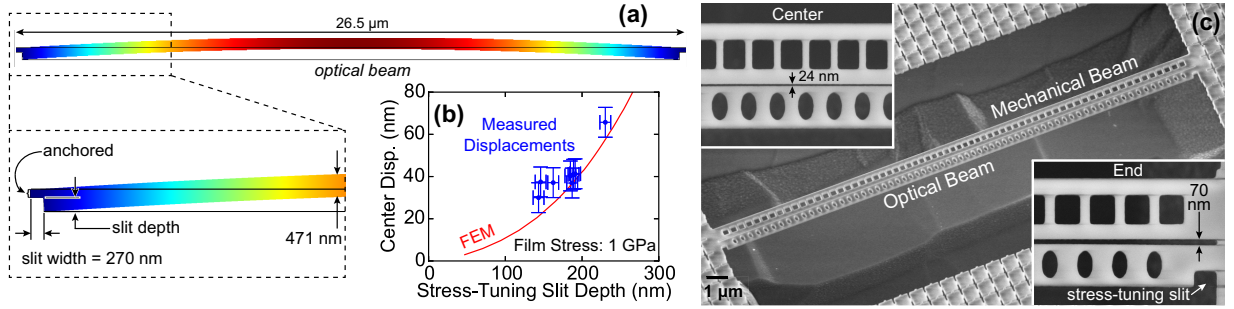 (a)
26.5 µm
optical beam
anchored
slit depth
471 nm
slit width = 270 nm
(b)
80
60
40
20
0
Center Disp. (nm)
Measured
Displacements
FEM
Film Stress: 1 GPa
0
100
200
300
Stress-Tuning Slit Depth (nm)
(c)
Center
24 nm
Mechanical Beam
Optical Beam
1 µm
End
70
nm
stress-tuning slit